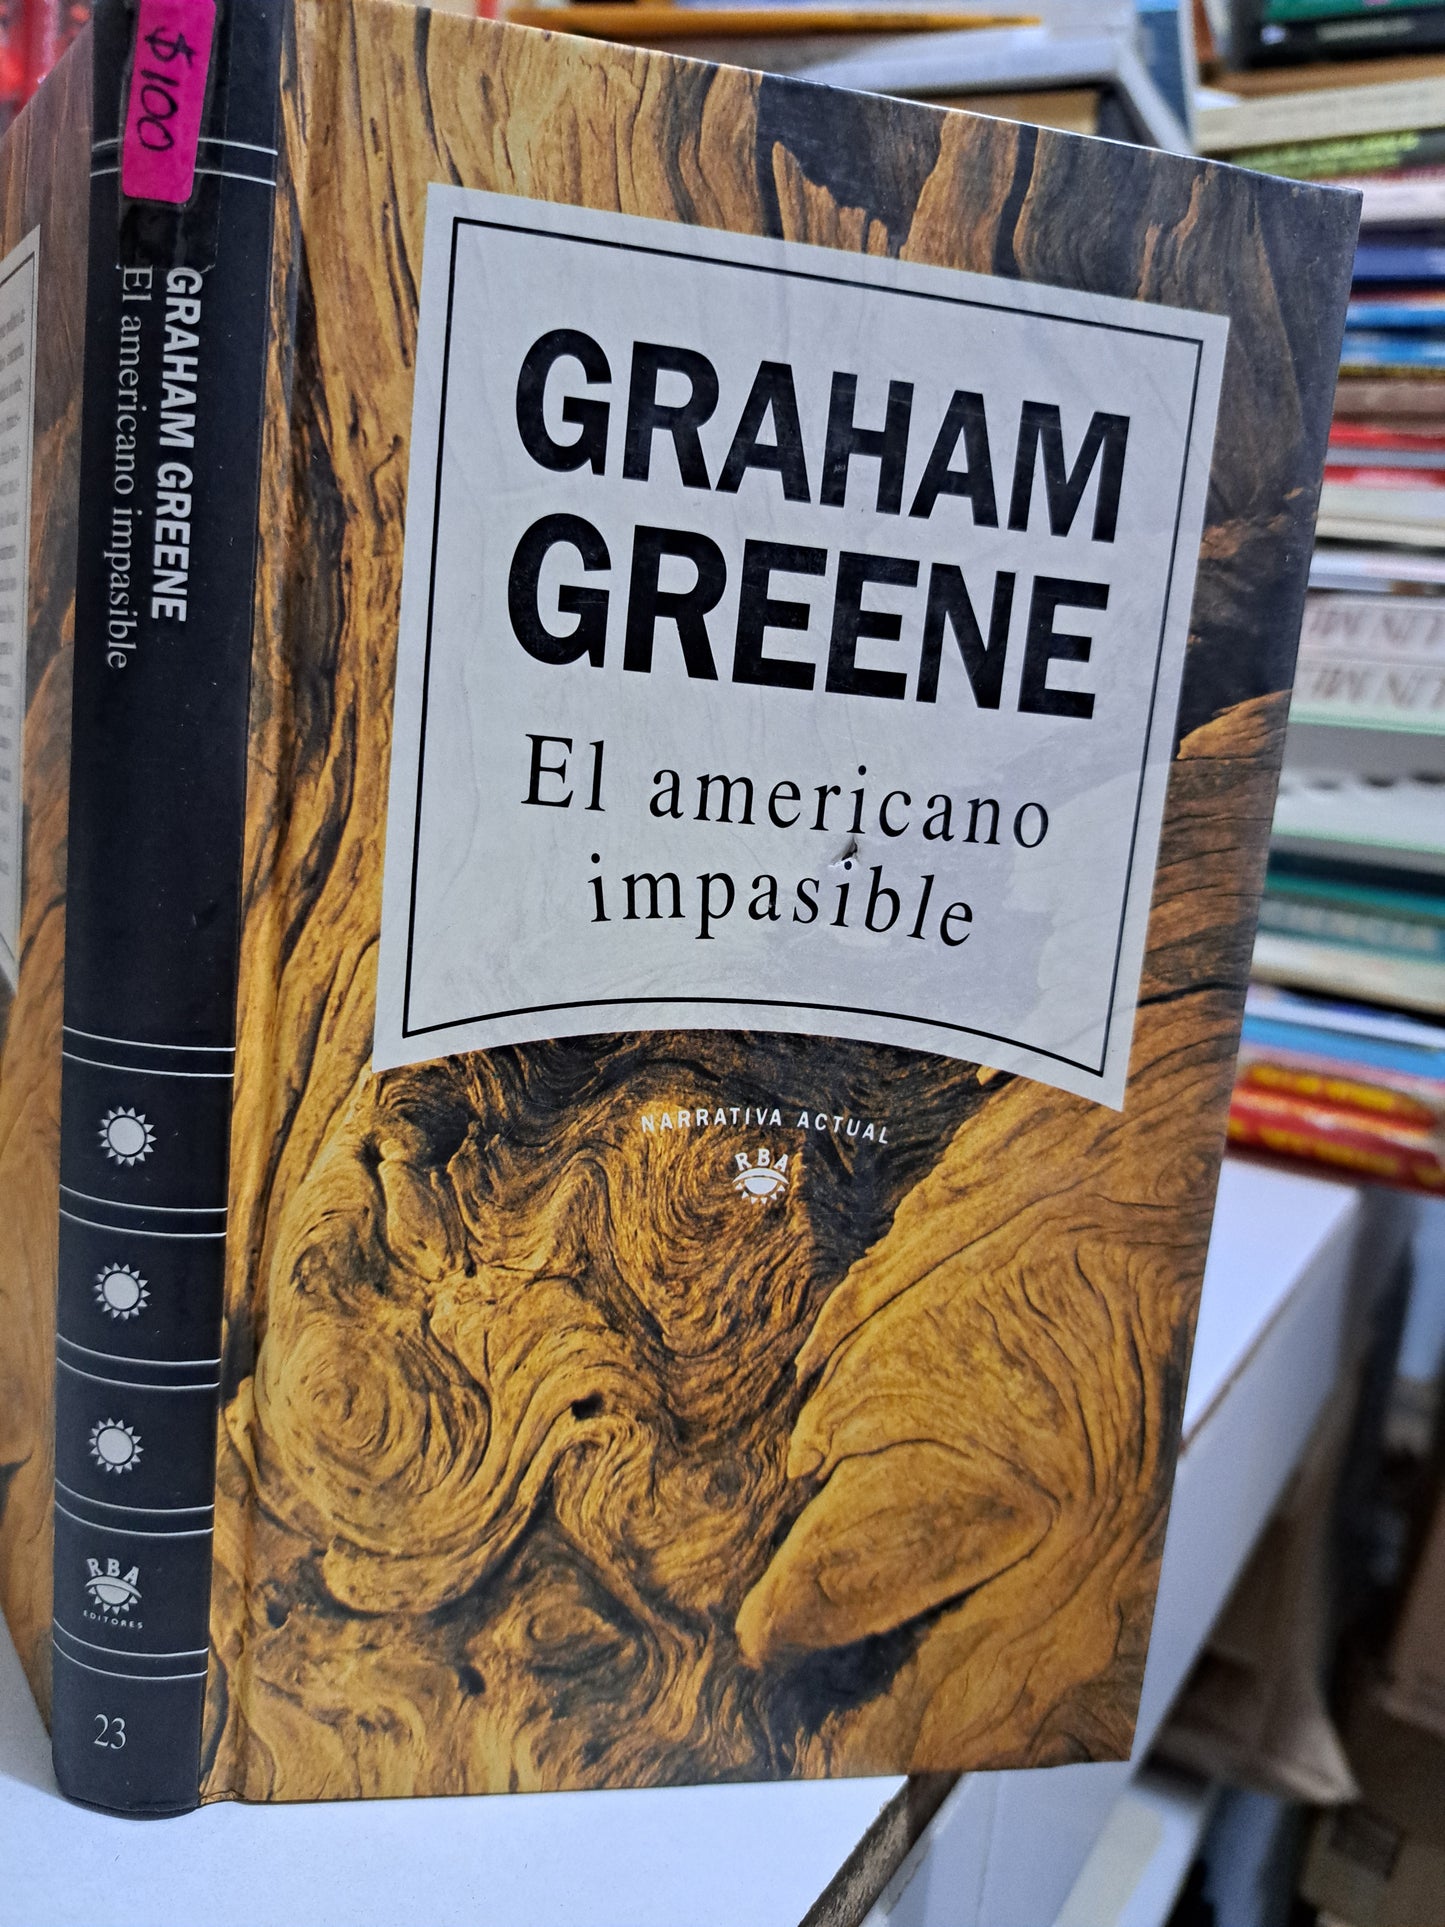 $100
GRAHAM GREENE
El americano impasible
RBA
EDITORES
23
GRAHAM
GREENE
El americano
impasible
NARRATIVA ACTUAL
RBA